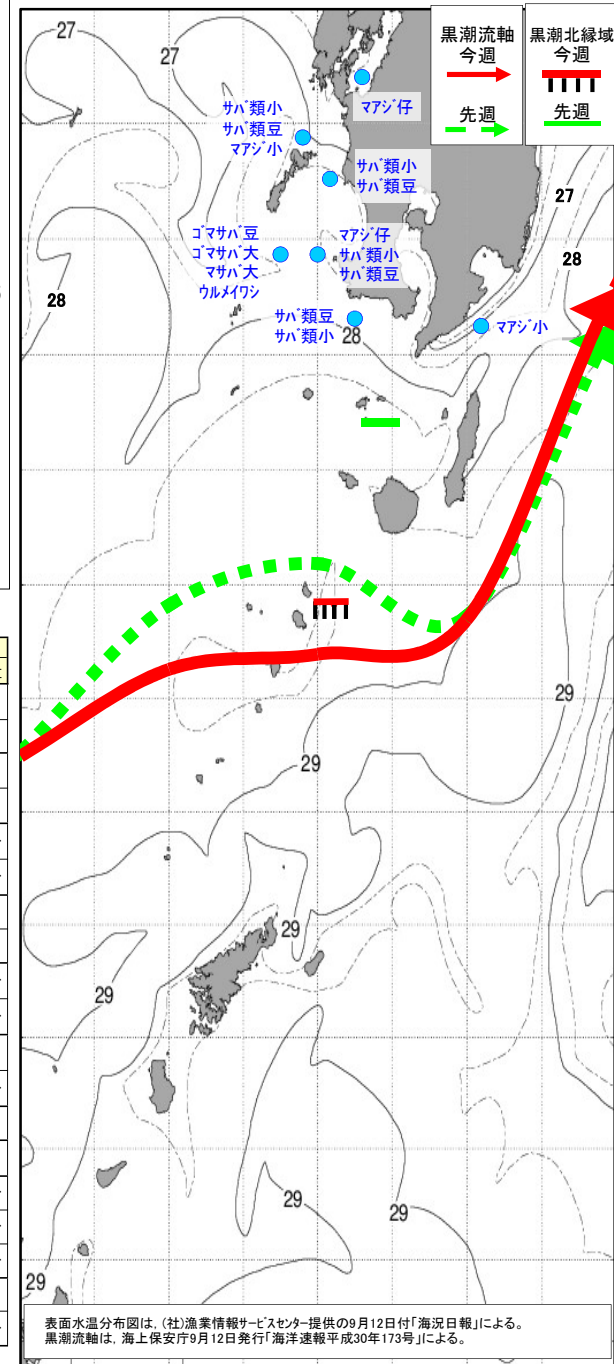 黒潮流軸
今週
先週
黒潮北縁域
今週
先週
27
27
サバ類小
サバ類豆
マアジ小
マアジ仔
サバ類小
サバ類豆
27
ゴマサバ豆
ゴマサバ大
マサバ大
ウルメイワシ
マアジ仔
サバ類小
サバ類豆
28
28
サバ類豆
サバ類小
28
マアジ小
29
29
29
29
29
29
29
表面水温分布図は，(社)漁業情報サービスセンター提供の9月12日付「海況日報」による。
黒潮流軸は，海上保安庁9月12日発行「海洋速報平成30年173号」による。